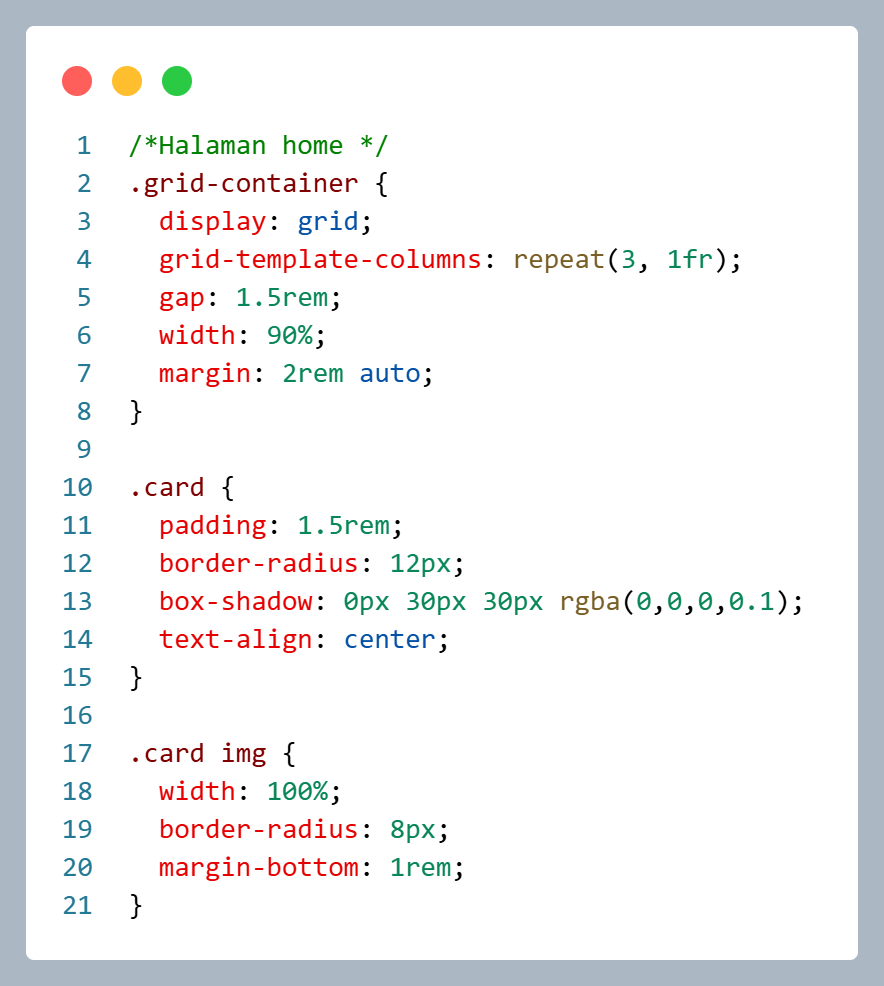 1 /*Halaman home */
2 .grid-container {
3   display: grid;
4   grid-template-columns: repeat(3, 1fr);
5   gap: 1.5rem;
6   width: 90%;
7   margin: 2rem auto;
8 }
9
10 .card {
11   padding: 1.5rem;
12   border-radius: 12px;
13   box-shadow: 0px 30px 30px rgba(0,0,0,0.1);
14   text-align: center;
15 }
16
17 .card img {
18   width: 100%;
19   border-radius: 8px;
20   margin-bottom: 1rem;
21 }